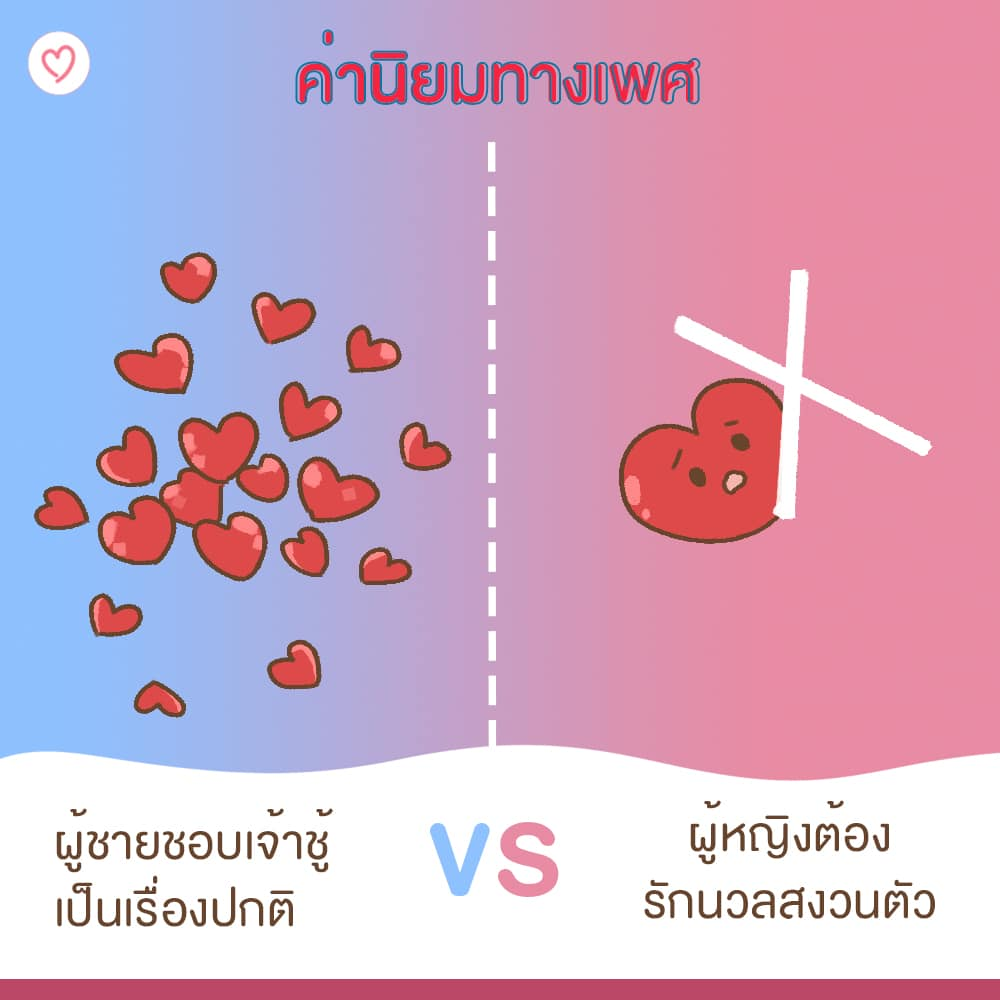 ค่านิยมทางเพศ
ผู้ชายชอบเจ้าชู้
เป็นเรื่องปกติ
VS
ผู้หญิงต้อง
รักนวลสงวนตัว